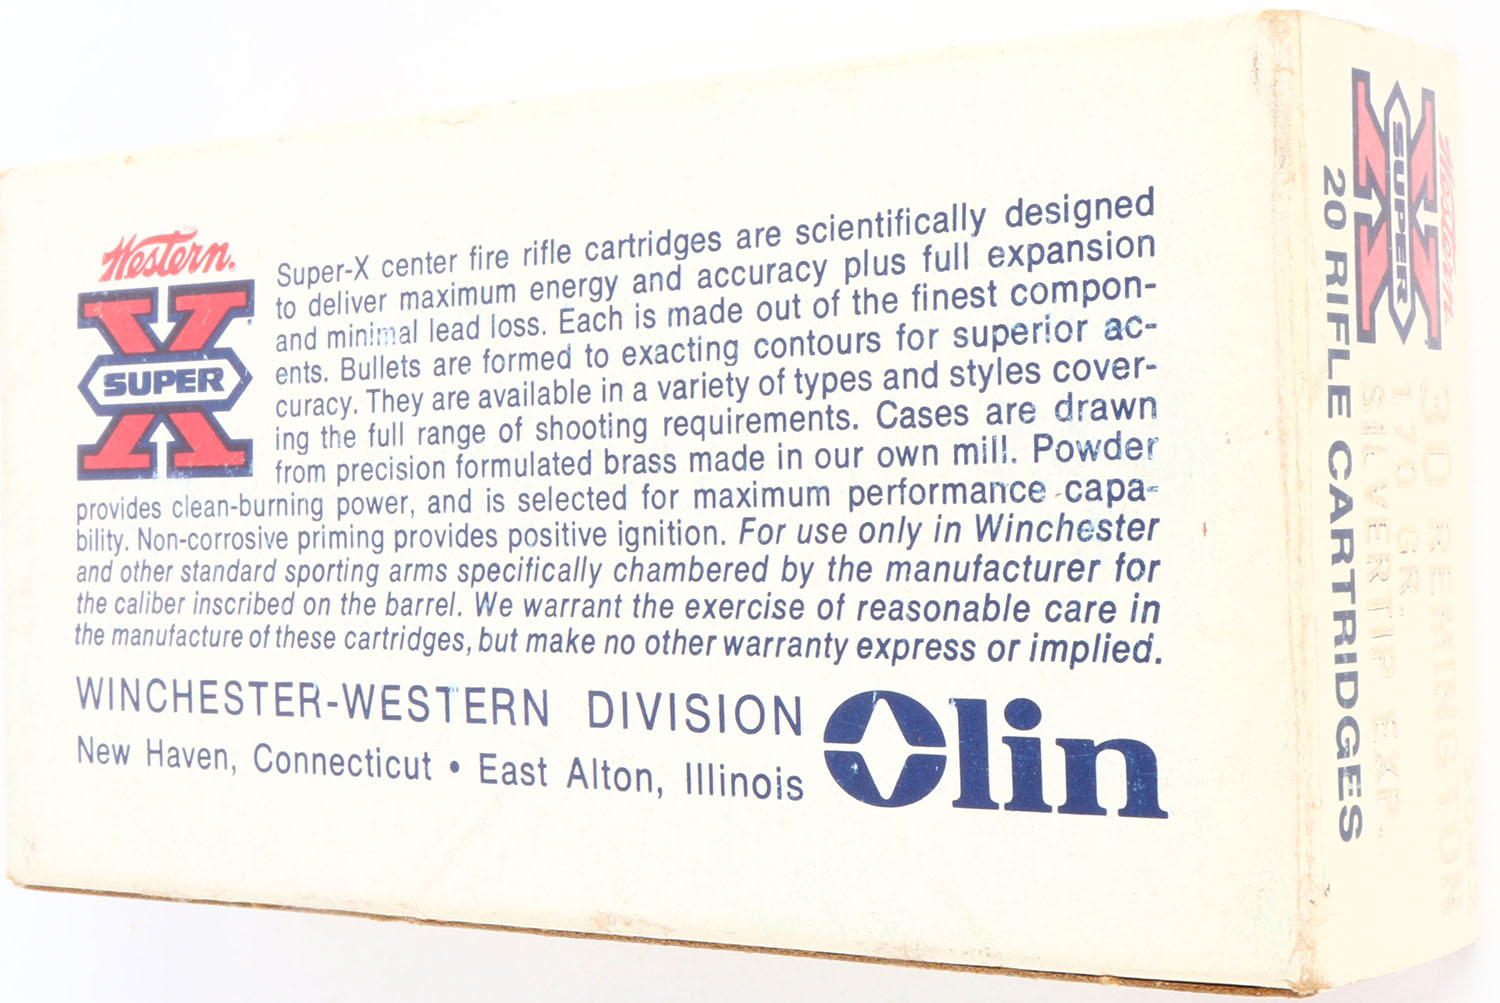 Western
X
SUPER
Super-X center fire rifle cartridges are scientifically designed
to deliver maximum energy and accuracy plus full expansion
and minimal lead loss. Each is made out of the finest compon-
ents. Bullets are formed to exacting contours for superior ac-
curacy. They are available in a variety of types and styles cover-
ing the full range of shooting requirements. Cases are drawn
from precision formulated brass made in our own mill. Powder
provides clean-burning power, and is selected for maximum performance capa-
bility. Non-corrosive priming provides positive ignition. For use only in Winchester
and other standard sporting arms specifically chambered by the manufacturer for
the caliber inscribed on the barrel. We warrant the exercise of reasonable care in
the manufacture of these cartridges, but make no other warranty express or implied.
WINCHESTER-WESTERN DIVISION
New Haven, Connecticut • East Alton, Illinois
Olin
Western
X
SUPER
20 RIFLE CARTRIDGES
30 REMINGTON
170 GR.
SILVERTIP EXP.